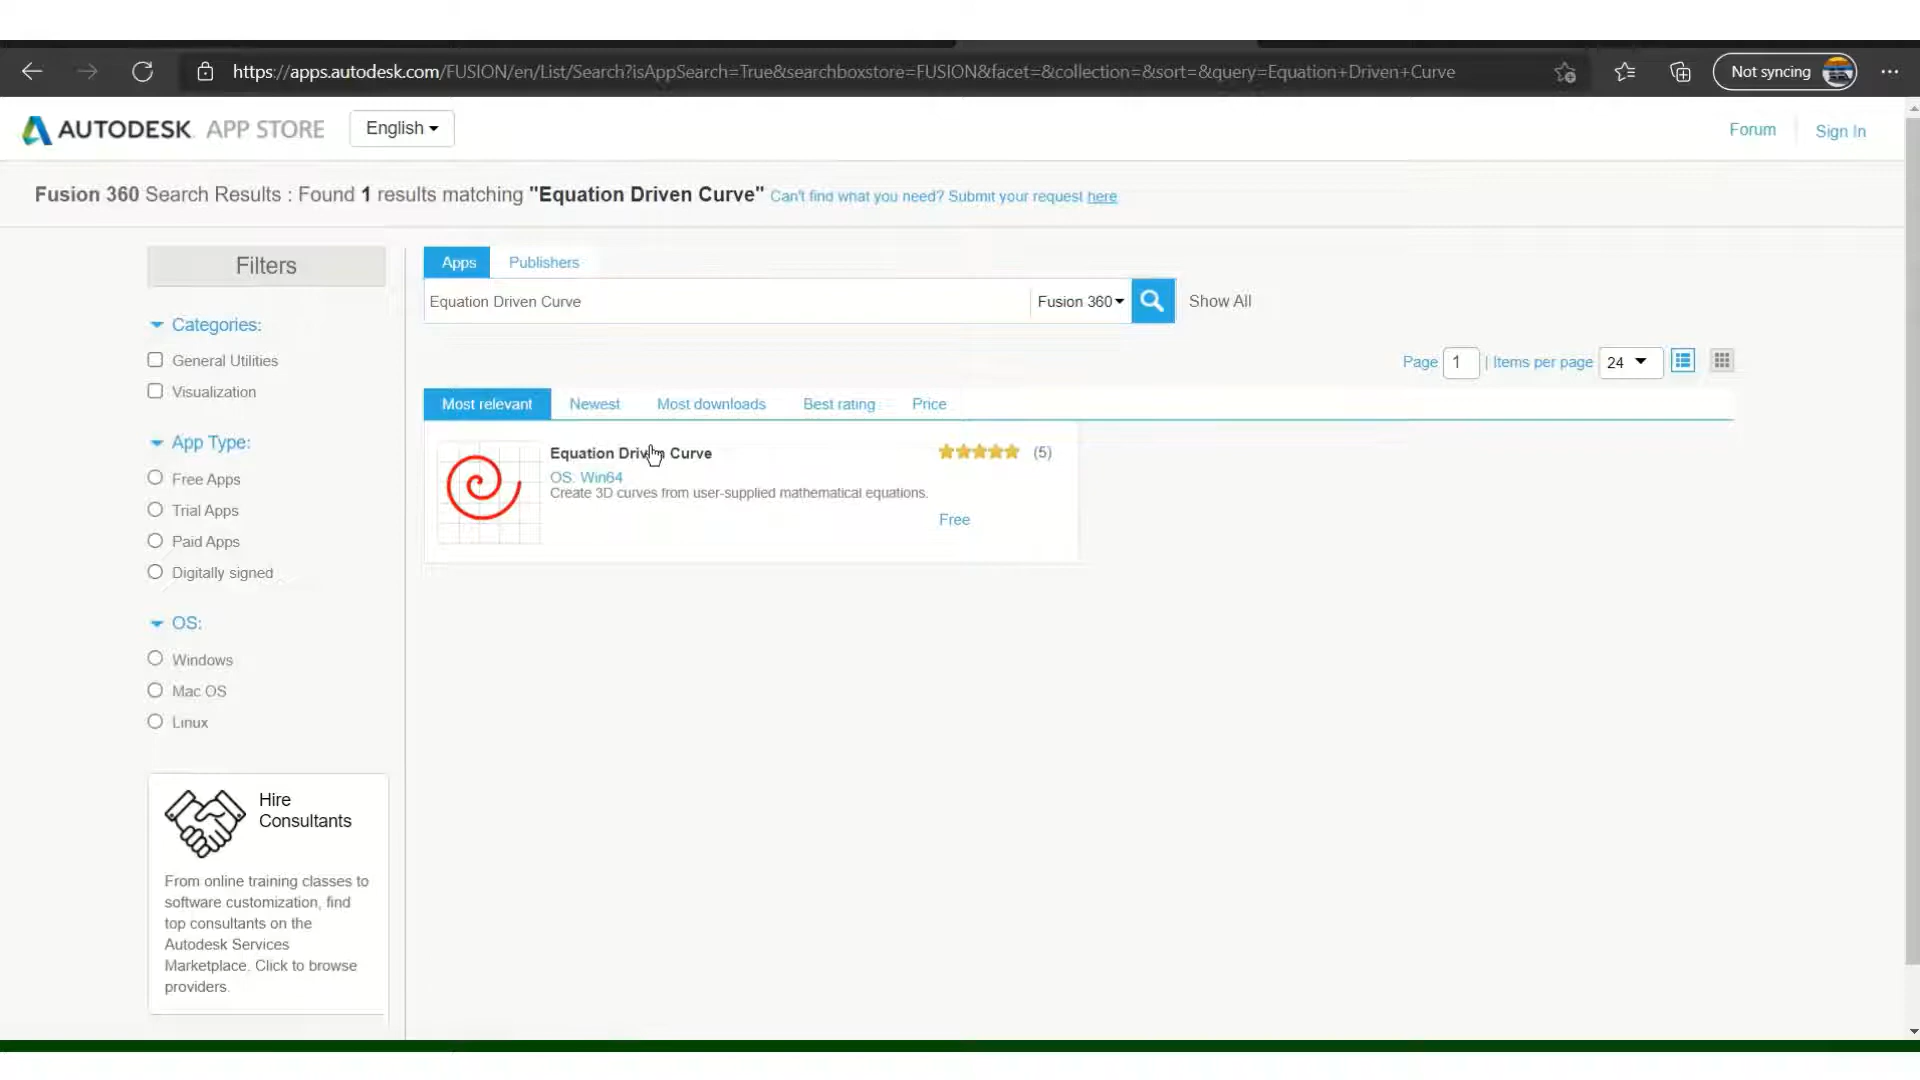 https://apps.autodesk.com/FUSION/en/List/Search?isAppSearch=True&searchboxstore=FUSION&facet=&collection=&sort=&query=Equation+Driven+Curve
Not syncing
AUTODESK APP STORE
English
Forum
Sign In
Fusion 360 Search Results : Found 1 results matching "Equation Driven Curve" Can't find what you need? Submit your request here
Filters
Categories:
General Utilities
Visualization
App Type:
Free Apps
Trial Apps
Paid Apps
Digitally signed
OS:
Windows
Mac OS
Linux
Hire
Consultants
From online training classes to
software customization, find
top consultants on the
Autodesk Services
Marketplace. Click to browse
providers.
Apps
Publishers
Equation Driven Curve
Fusion 360
Show All
Page 1 | Items per page 24
Most relevant
Newest
Most downloads
Best rating
Price
Equation Driven Curve
(5)
OS: Win64
Create 3D curves from user-supplied mathematical equations.
Free